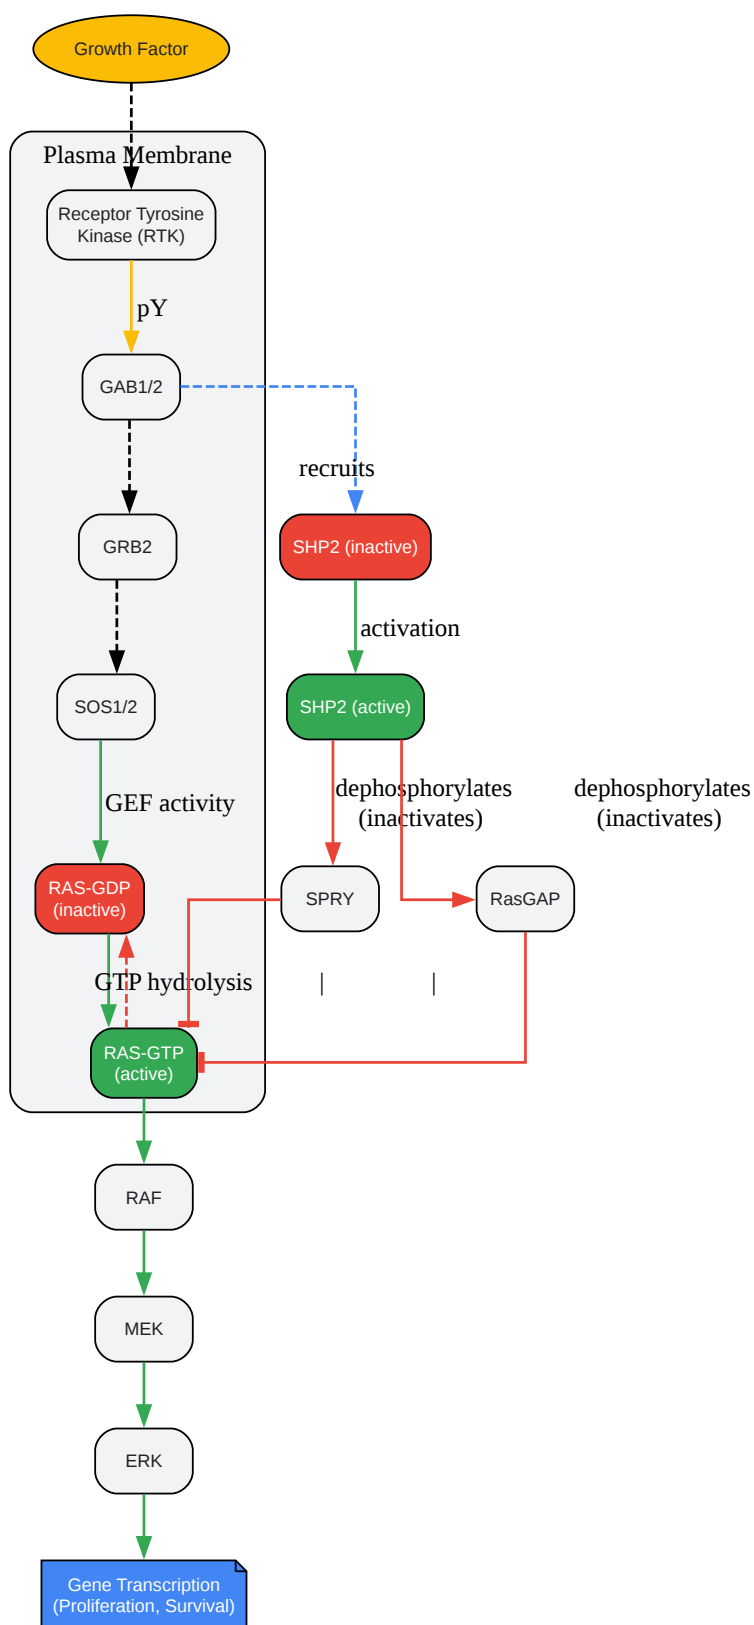 Growth Factor
Plasma Membrane
Receptor Tyrosine
Kinase (RTK)
pY
GAB1/2
recruits
GRB2
SHP2 (inactive)
activation
SOS1/2
SHP2 (active)
GEF activity
dephosphorylates
(inactivates)
dephosphorylates
(inactivates)
RAS-GDP
(inactive)
SPRY
RasGAP
GTP hydrolysis
|
|
RAS-GTP
(active)
RAF
MEK
ERK
Gene Transcription
(Proliferation, Survival)